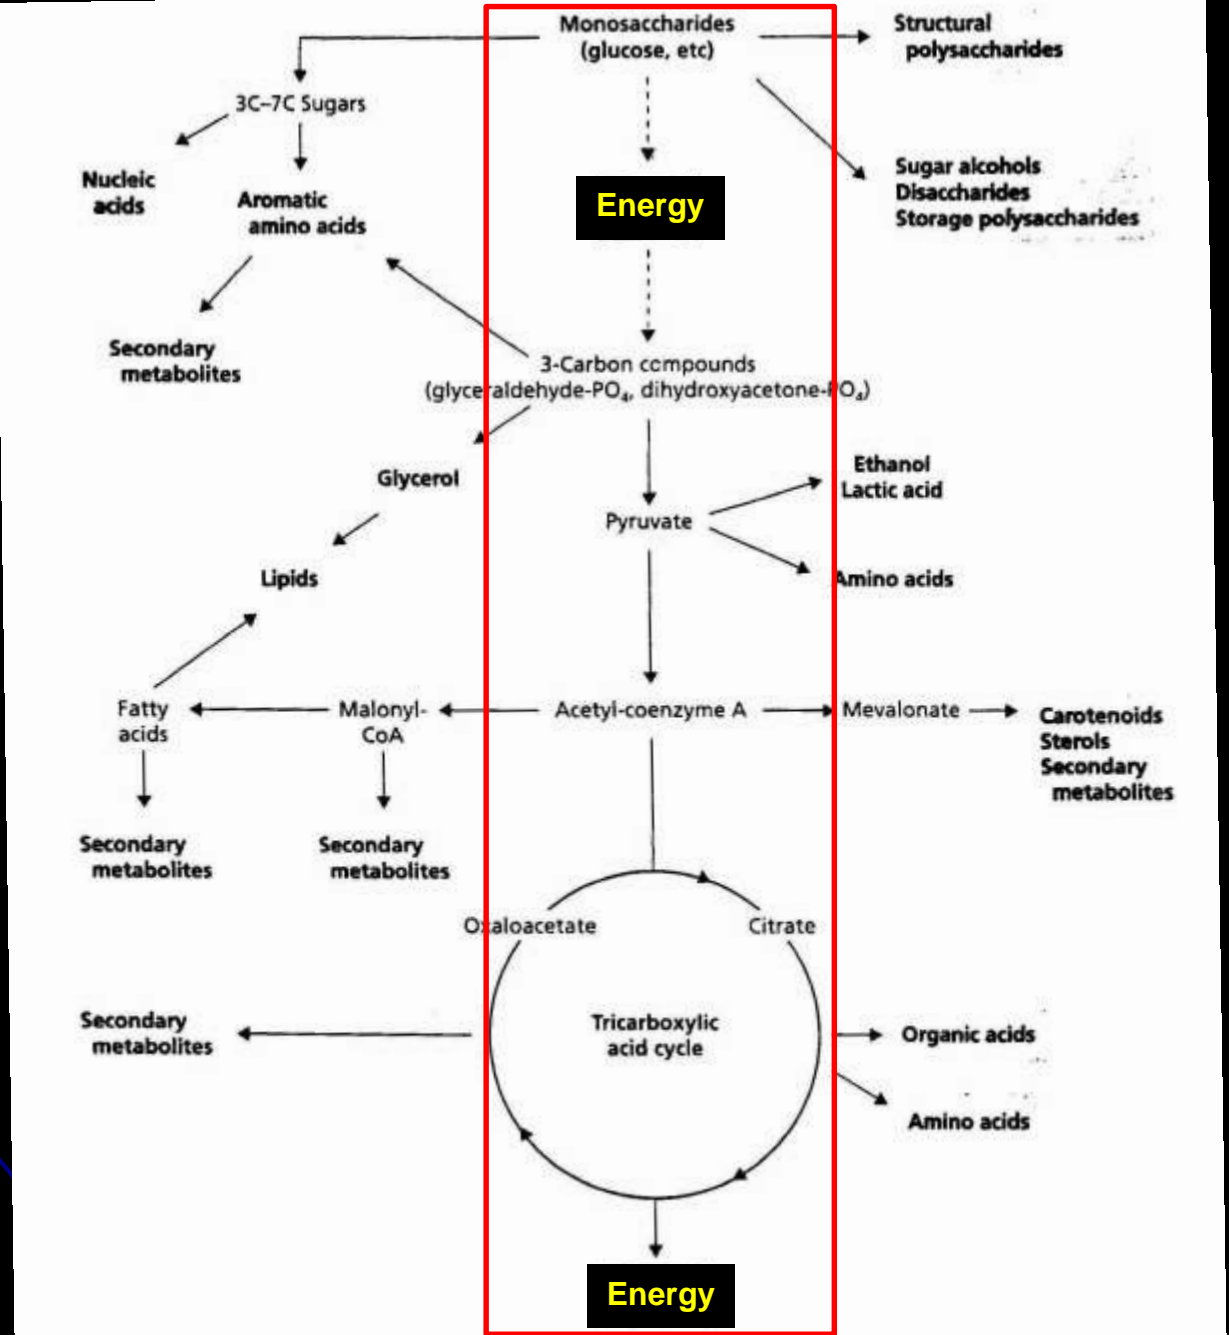 Monosaccharides
(glucose, etc)
Structural
polysaccharides
3C–7C Sugars
Nucleic
acids
Aromatic
amino acids
Energy
Sugar alcohols
Disaccharides
Storage polysaccharides
Secondary
metabolites
3-Carbon compounds
(glyceraldehyde-PO₄, dihydroxyacetone-PO₄)
Glycerol
Ethanol
Lactic acid
Pyruvate
Lipids
Amino acids
Fatty
acids
Malonyl-
CoA
Acetyl-coenzyme A
Mevalonate
Carotenoids
Sterols
Secondary
metabolites
Secondary
metabolites
Secondary
metabolites
Oxaloacetate
Citrate
Secondary
metabolites
Tricarboxylic
acid cycle
Organic acids
Amino acids
Energy